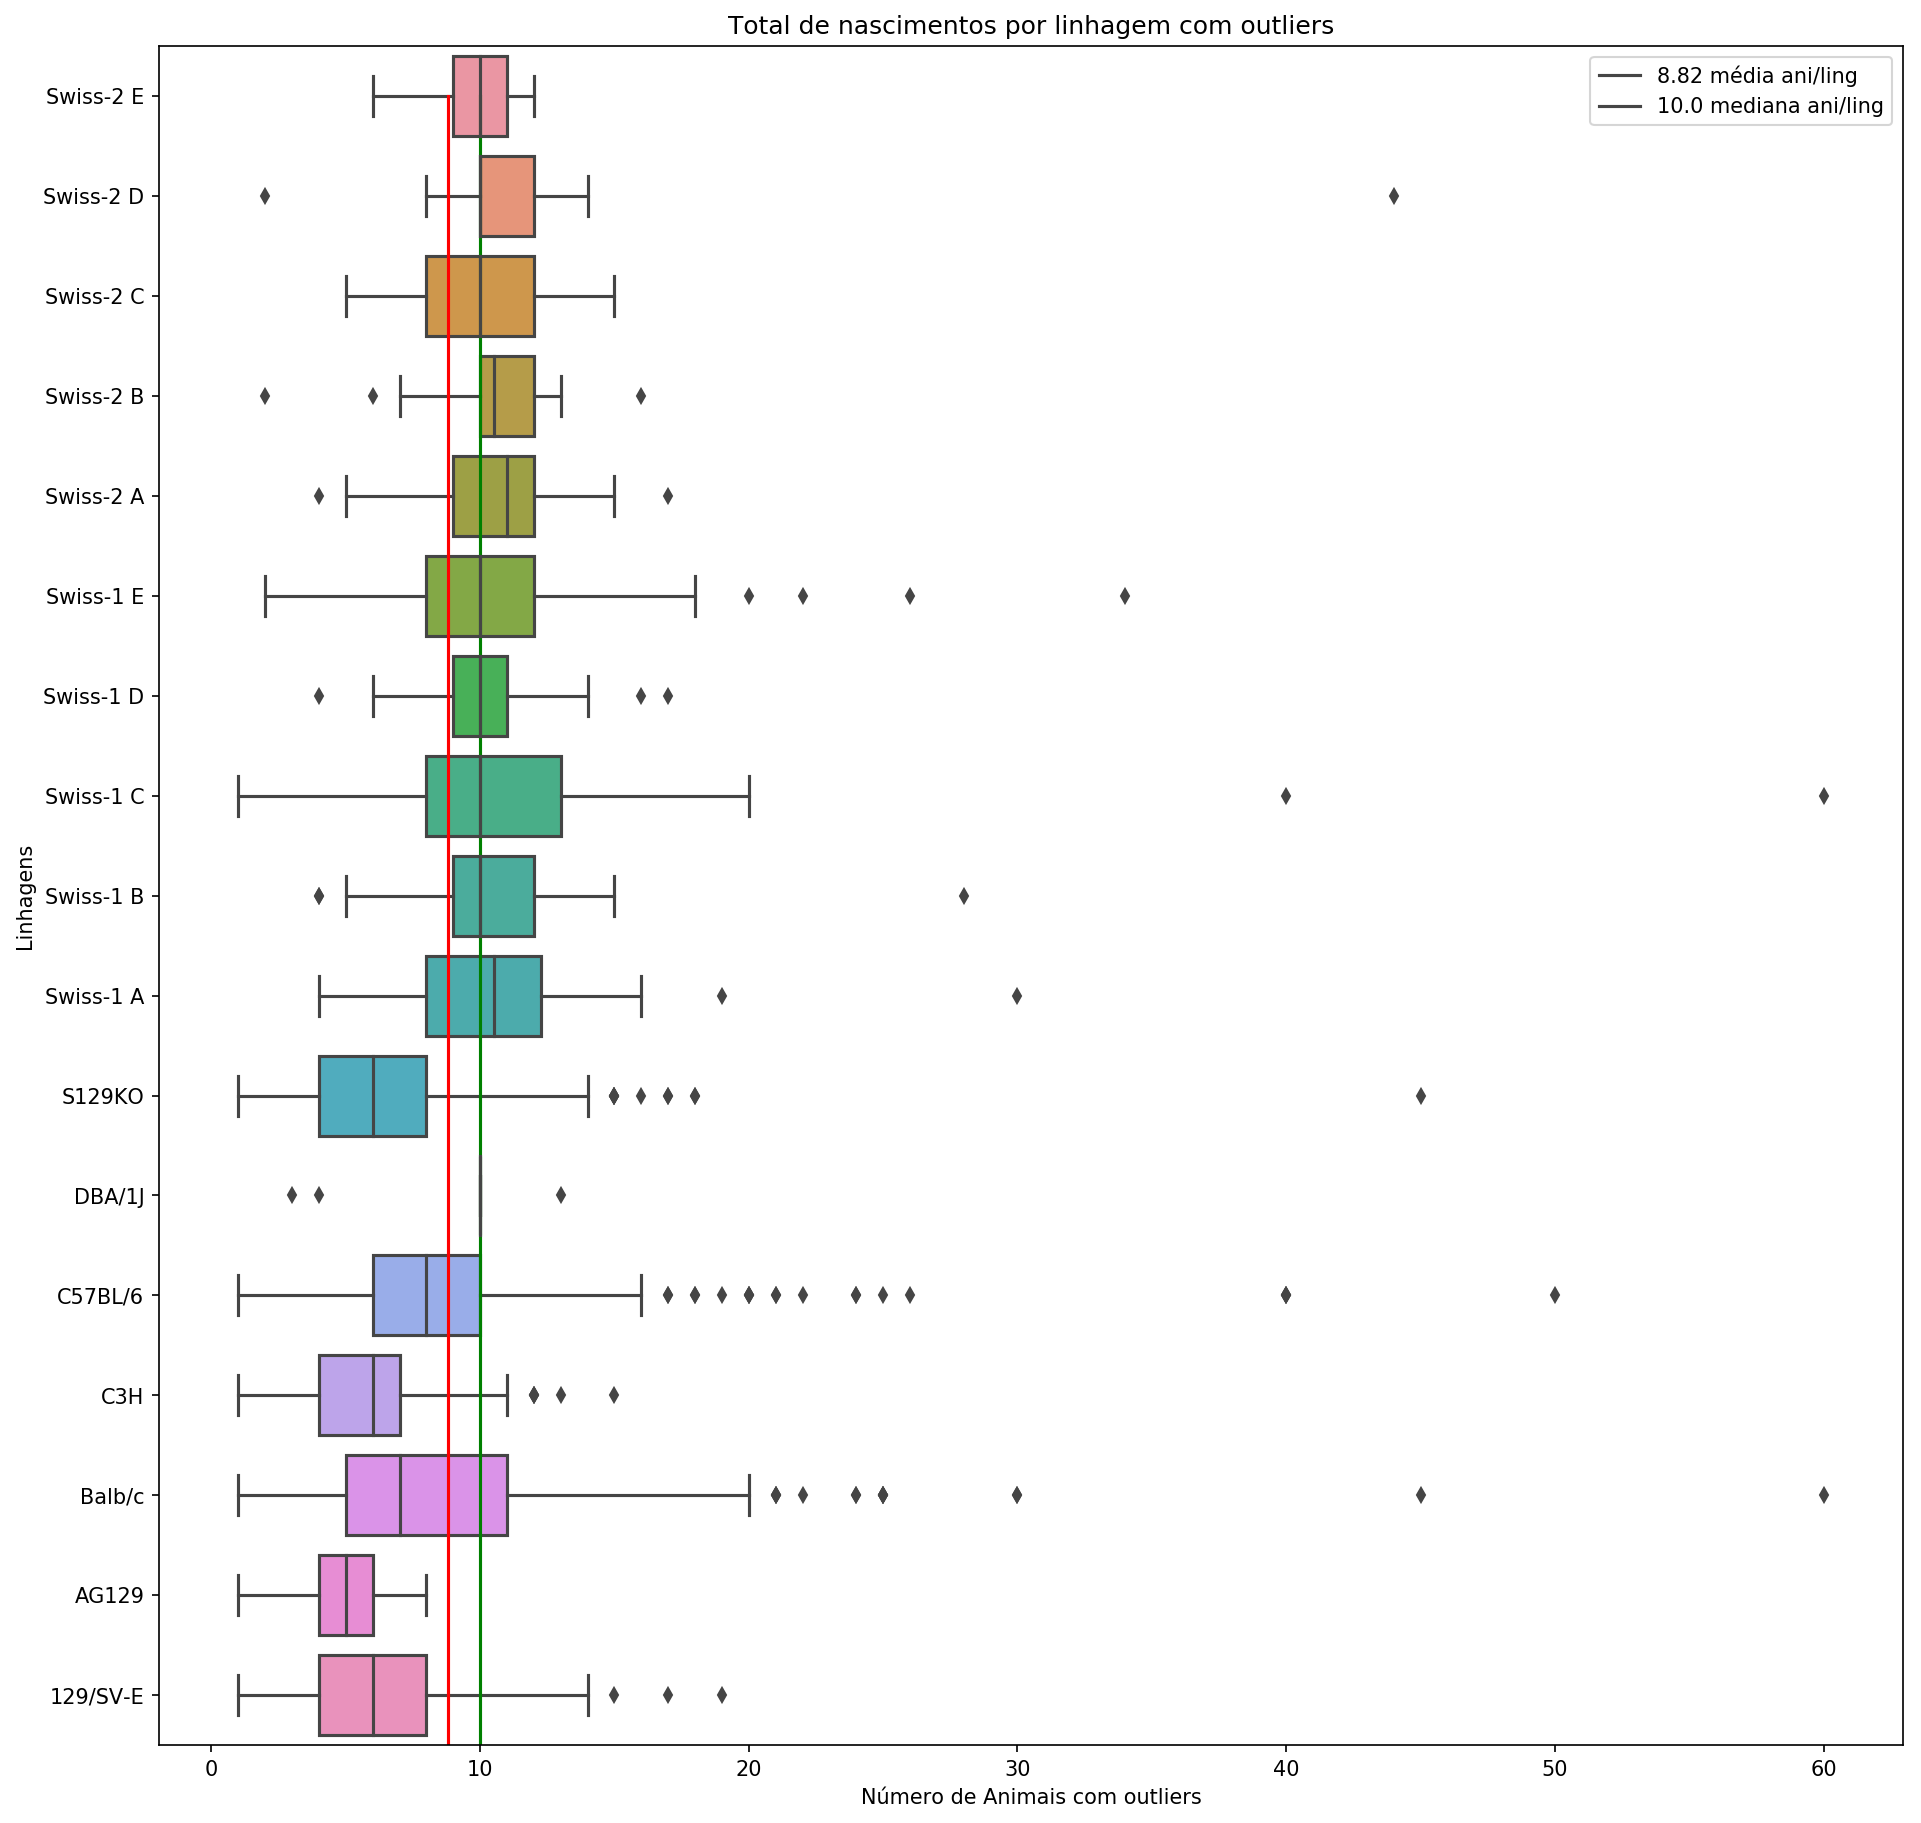 Total de nascimentos por linhagem com outliers
8.82 média ani/ling
10.0 mediana ani/ling
Linhagens
Swiss-2 E
Swiss-2 D
Swiss-2 C
Swiss-2 B
Swiss-2 A
Swiss-1 E
Swiss-1 D
Swiss-1 C
Swiss-1 B
Swiss-1 A
S129KO
DBA/1J
C57BL/6
C3H
Balb/c
AG129
129/SV-E
0 10 20 30 40 50 60
Número de Animais com outliers